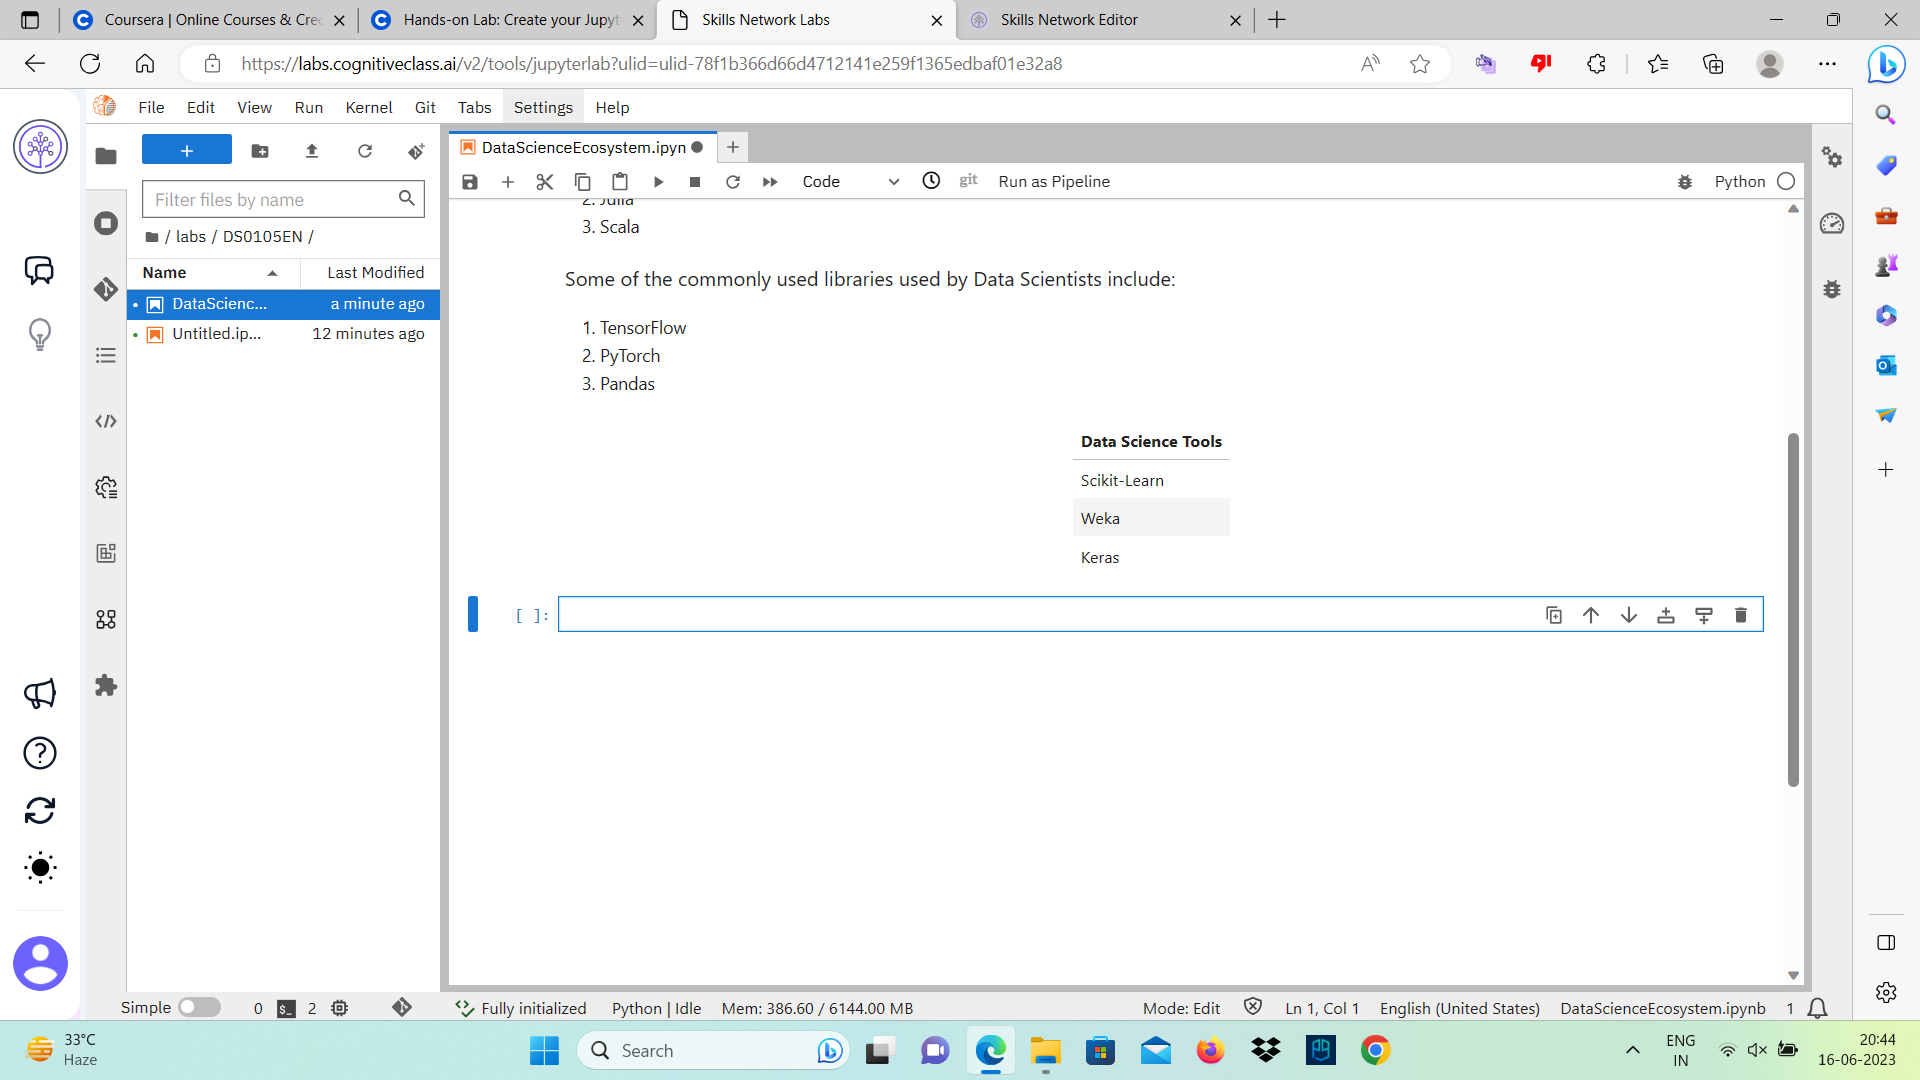 Coursera | Online Courses & Cre
Hands-on Lab: Create your Jupyt
Skills Network Labs
Skills Network Editor
https://labs.cognitiveclass.ai/v2/tools/jupyterlab?ulid=ulid-78f1b366d66d4712141e259f1365edbaf01e32a8
File Edit View Run Kernel Git Tabs Settings Help
DataScienceEcosystem.ipyn
Filter files by name
/ labs / DS0105EN /
Name Last Modified
DataScienc... a minute ago
Untitled.ip... 12 minutes ago
Code git Run as Pipeline Python
2. Julia
3. Scala
Some of the commonly used libraries used by Data Scientists include:
1. TensorFlow
2. PyTorch
3. Pandas
Data Science Tools
Scikit-Learn
Weka
Keras
[ ]:
Simple 0 $_ 2 Fully initialized Python | Idle Mem: 386.60 / 6144.00 MB Mode: Edit Ln 1, Col 1 English (United States) DataScienceEcosystem.ipynb 1
33°C
Haze
Search
ENG
IN
20:44
16-06-2023